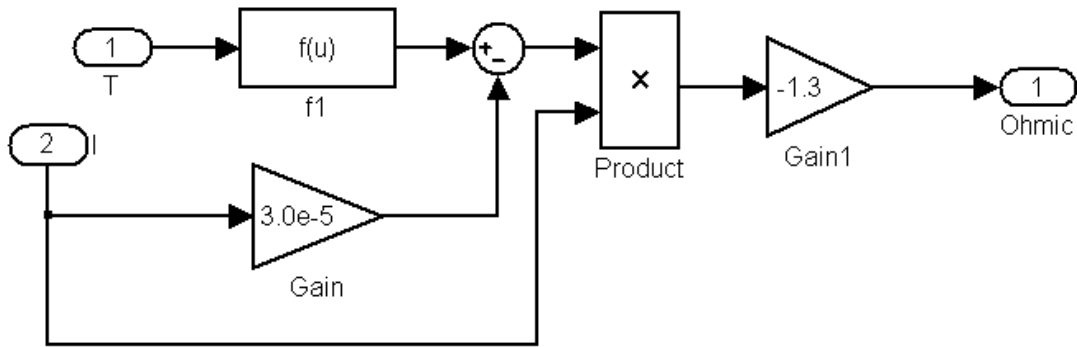 1
T
f(u)
f1
+
-
×
Product
-1.3
Gain1
1
Ohmic
2
I
3.0e-5
Gain